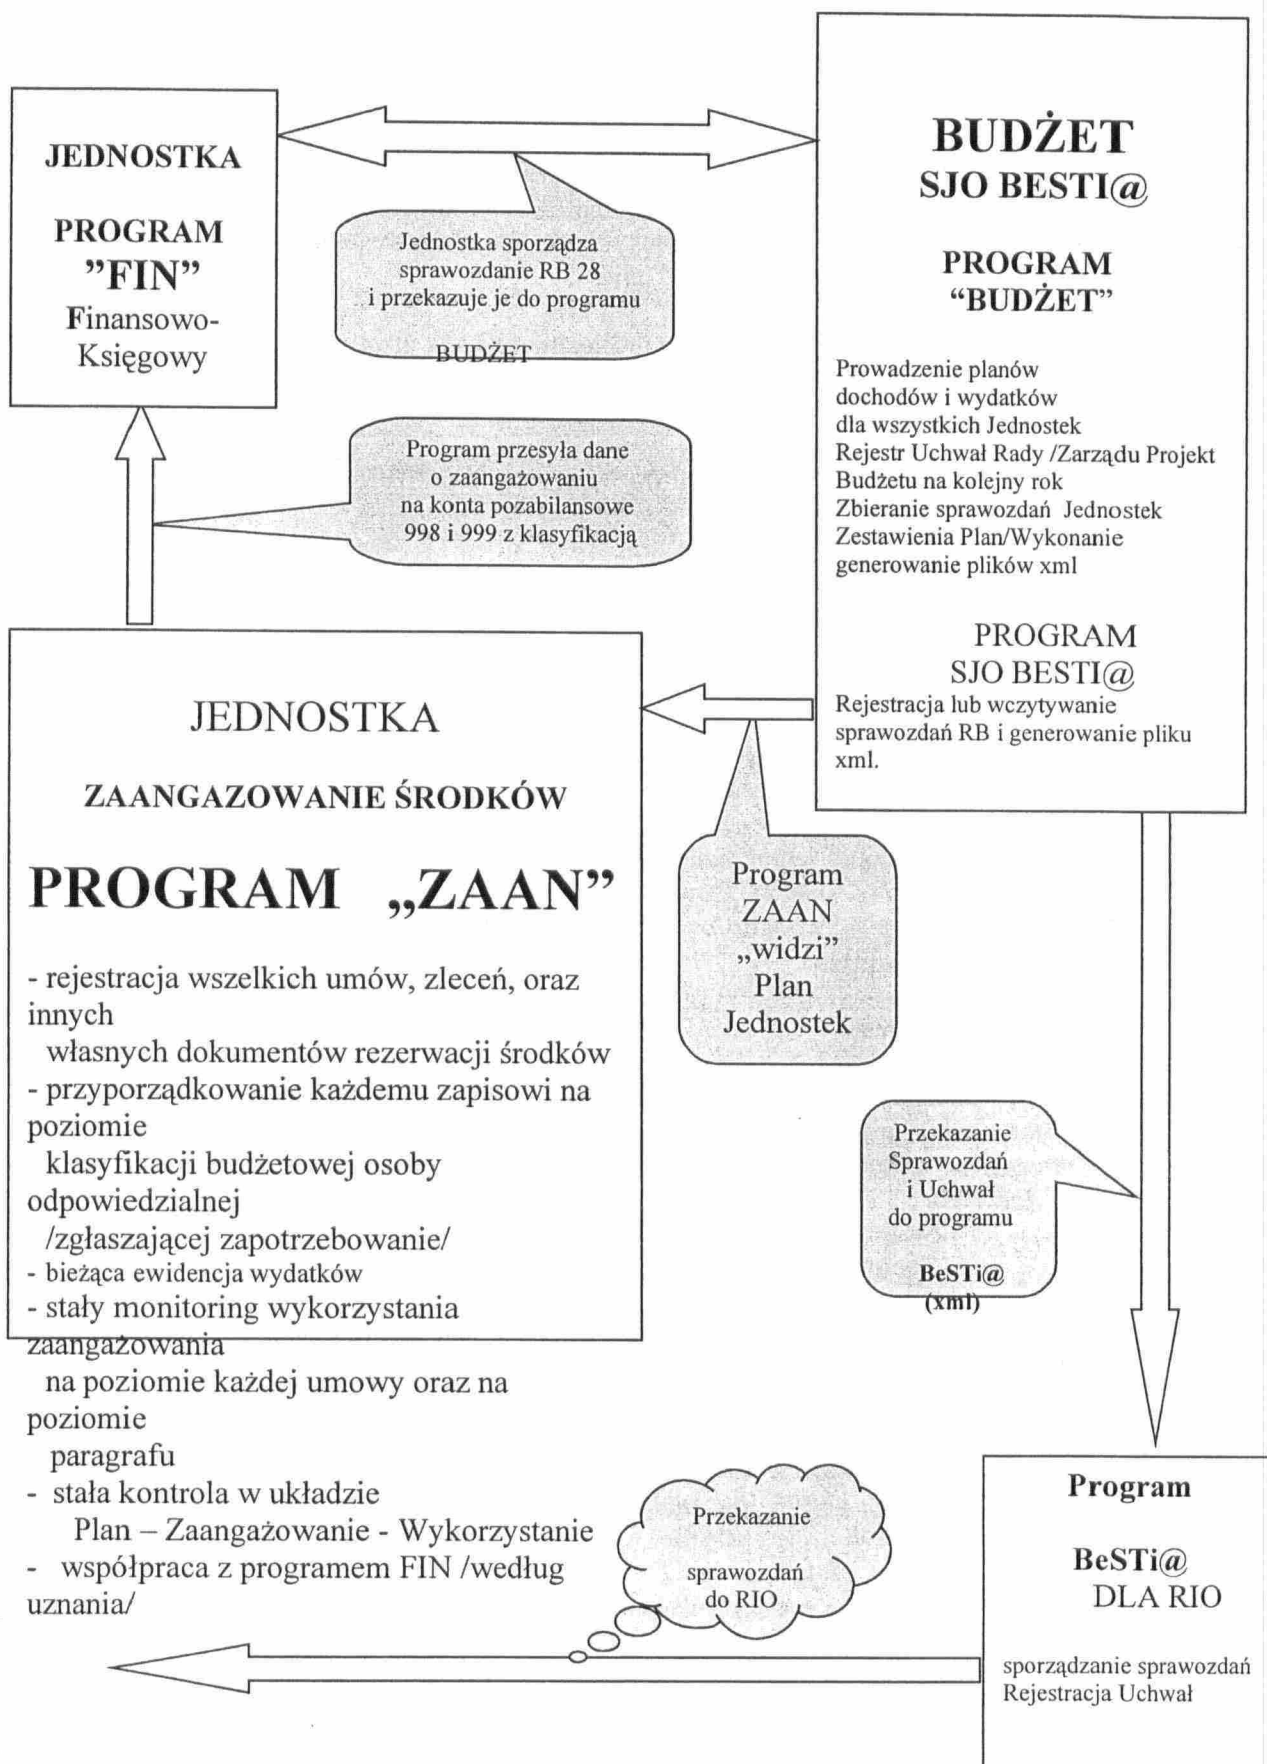 JEDNOSTKA
PROGRAM
”FIN”
Finansowo-
Księgowy
Jednostka sporządza
sprawozdanie RB 28
i przekazuje je do programu
BUDŻET
BUDŻET
SJO BESTI@
PROGRAM
“BUDŻET”
Prowadzenie planów
dochodów i wydatków
dla wszystkich Jednostek
Rejestr Uchwał Rady /Zarządu Projekt
Budżetu na kolejny rok
Zbieranie sprawozdań Jednostek
Zestawienia Plan/Wykonanie
generowanie plików xml
PROGRAM
SJO BESTI@
Rejestracja lub wczytywanie
sprawozdań RB i generowanie pliku
xml.
Program przesyła dane
o zaangażowaniu
na konta pozabilansowe
998 i 999 z klasyfikacją
JEDNOSTKA
ZAANGAZOWANIE ŚRODKÓW
PROGRAM „ZAAN”
- rejestracja wszelkich umów, zleceń, oraz
innych
własnych dokumentów rezerwacji środków
- przyporządkowanie każdemu zapisowi na
poziomie
klasyfikacji budżetowej osoby
odpowiedzialnej
/zgłaszającej zapotrzebowanie/
- bieżąca ewidencja wydatków
- stały monitoring wykorzystania
zaangażowania
na poziomie każdej umowy oraz na
poziomie
paragrafu
- stała kontrola w układzie
Plan – Zaangażowanie - Wykorzystanie
- współpraca z programem FIN /według
uznania/
Program
ZAAN
„widzi”
Plan
Jednostek
Przekazanie
Sprawozdań
i Uchwał
do programu
BeSTi@
(xml)
Przekazanie
sprawozdań
do RIO
Program
BeSTi@
DLA RIO
sporządzanie sprawozdań
Rejestracja Uchwał